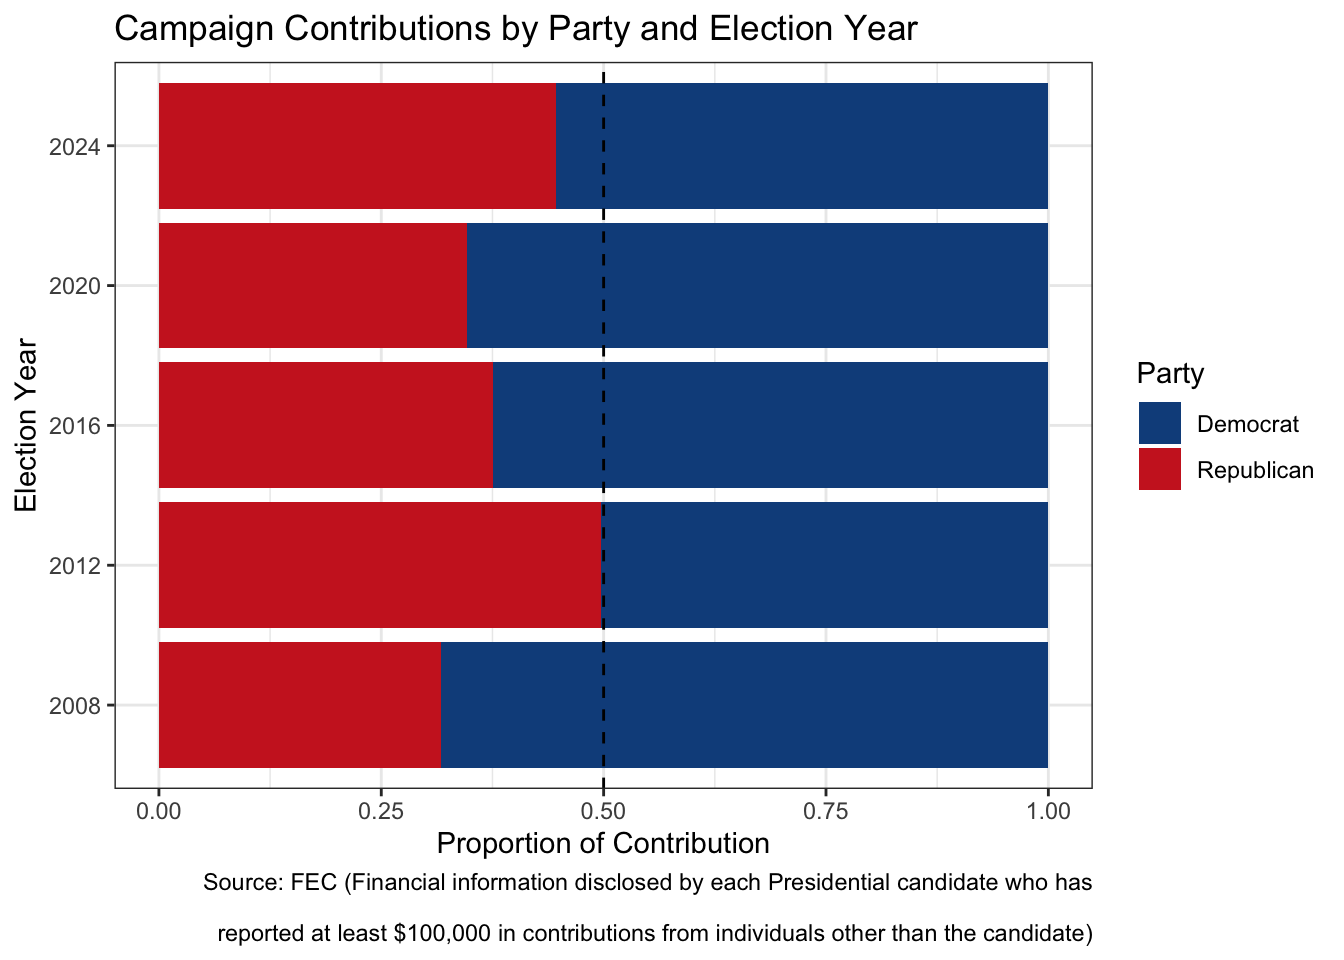 Campaign Contributions by Party and Election Year
2024
2020
2016
2012
2008
Election Year
0.00 0.25 0.50 0.75 1.00
Proportion of Contribution
Party
Democrat
Republican
Source: FEC (Financial information disclosed by each Presidential candidate who has
reported at least $100,000 in contributions from individuals other than the candidate)